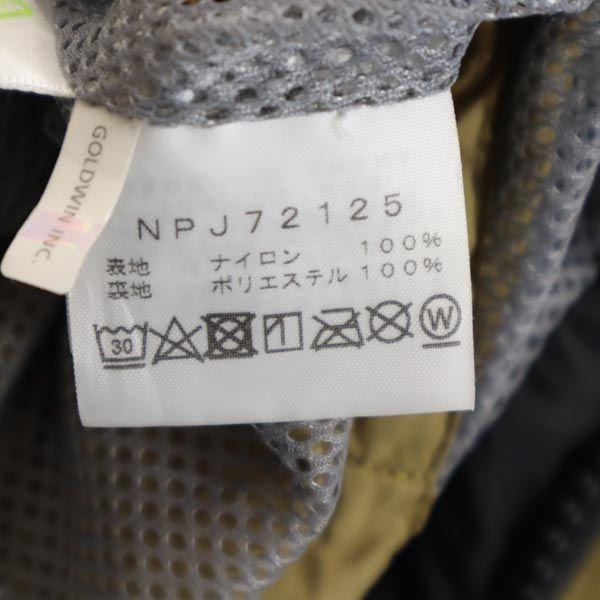 GOLDWIN INC.
NPJ72125
表地 ナイロン 100%
裏地 ポリエステル 100%
30
W